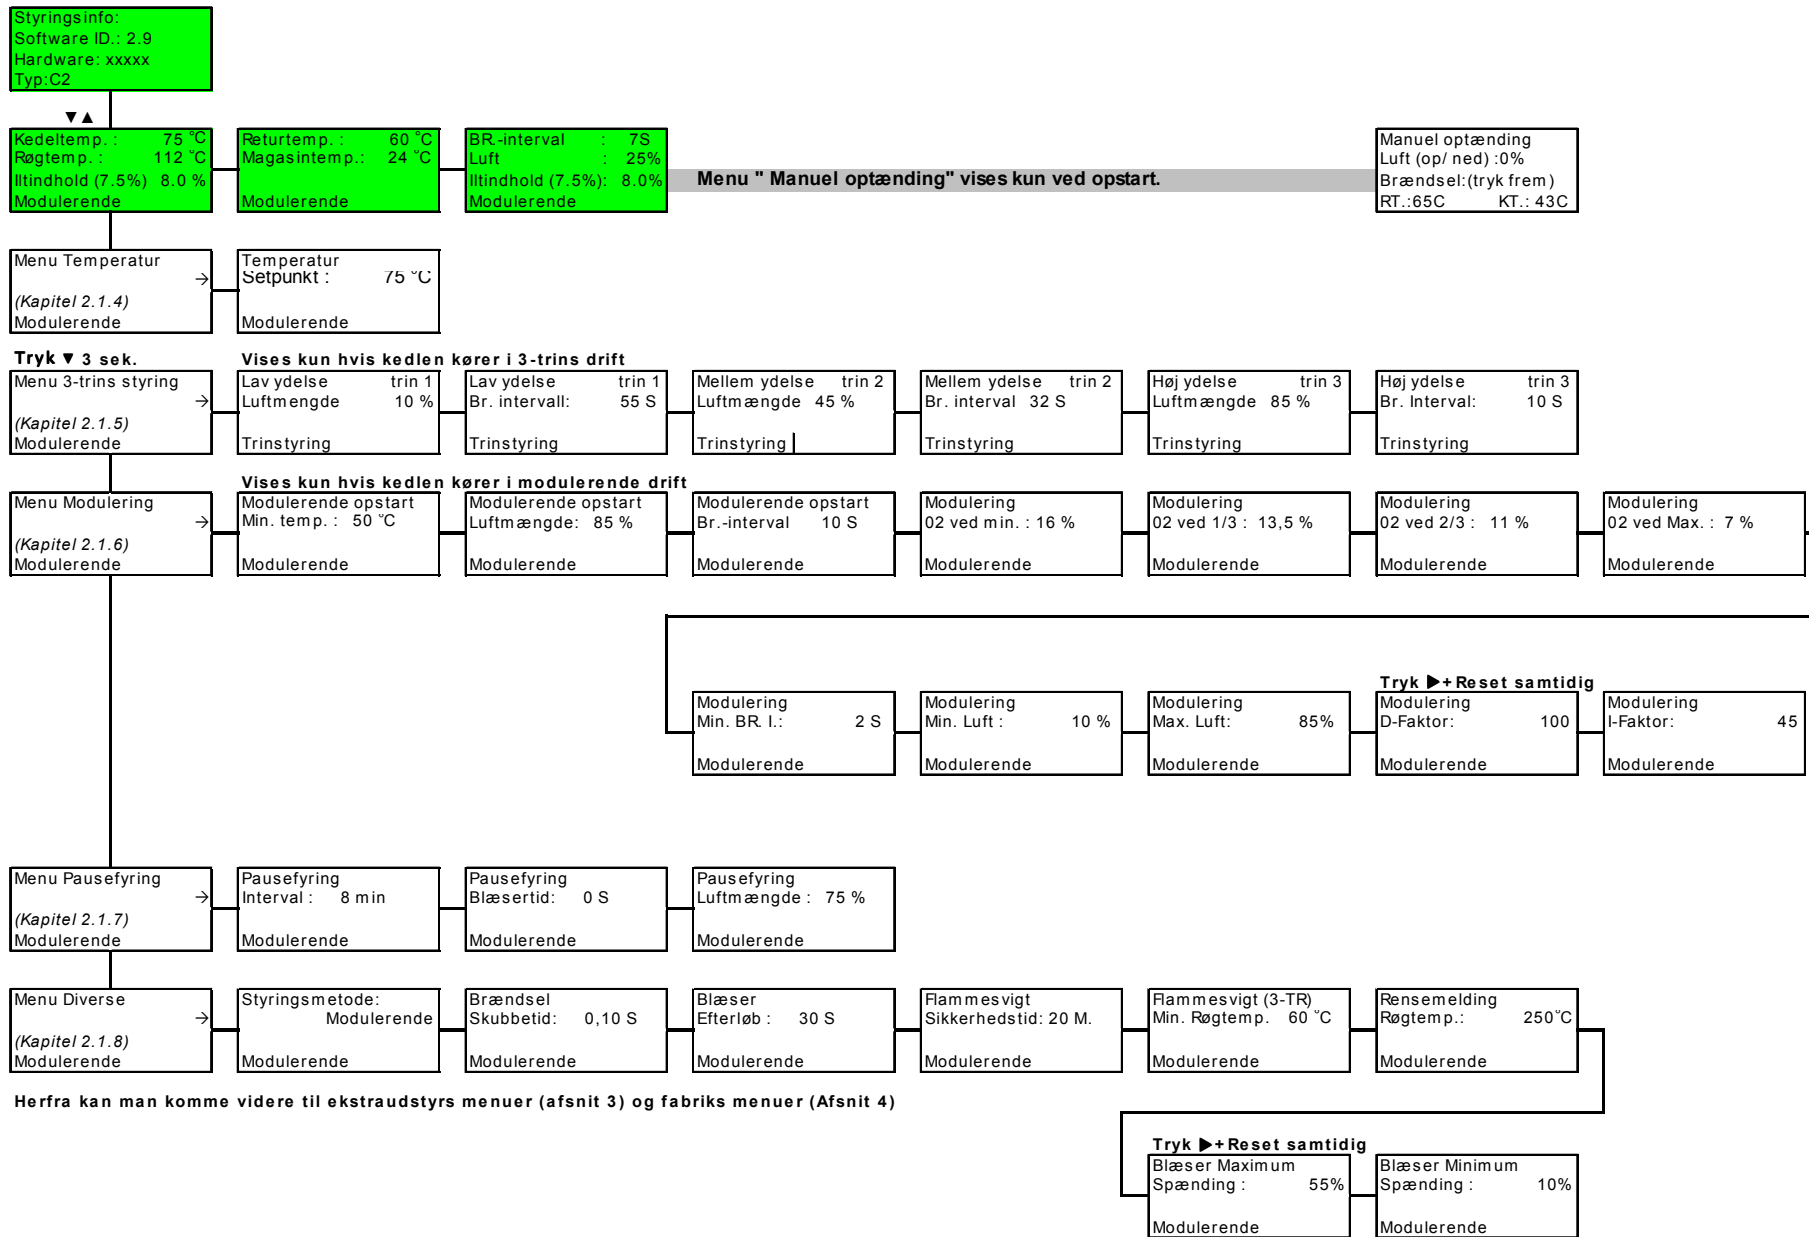 Styringsinfo:
Software ID.: 2.9
Hardware: xxxxx
Typ:C2
▼▲
Kedeltemp. : 75 °C
Røgtemp. : 112 °C
Iltindhold (7.5%) 8.0 %
Modulerende
Returtemp. : 60 °C
Magasintemp.: 24 °C
Modulerende
BR.-interval : 7S
Luft : 25%
Iltindhold (7.5%): 8.0%
Modulerende
Menu " Manuel optænding" vises kun ved opstart.
Manuel optænding
Luft (op/ ned) :0%
Brændsel:(tryk frem)
RT.:65C KT.: 43C
Menu Temperatur
→
(Kapitel 2.1.4)
Modulerende
Temperatur
Setpunkt : 75 °C
Modulerende
Tryk ▼ 3 sek.
Vises kun hvis kedlen kører i 3-trins drift
Menu 3-trins styring
→
(Kapitel 2.1.5)
Modulerende
Lav ydelse trin 1
Luftmengde 10 %
Trinstyring
Lav ydelse trin 1
Br. intervall: 55 S
Trinstyring
Mellem ydelse trin 2
Luftmængde 45 %
Trinstyring |
Mellem ydelse trin 2
Br. interval 32 S
Trinstyring
Høj ydelse trin 3
Luftmængde 85 %
Trinstyring
Høj ydelse trin 3
Br. Interval: 10 S
Trinstyring
Vises kun hvis kedlen kører i modulerende drift
Menu Modulering
→
(Kapitel 2.1.6)
Modulerende
Modulerende opstart
Min. temp. : 50 °C
Modulerende
Modulerende opstart
Luftmængde: 85 %
Modulerende
Modulerende opstart
Br.-interval 10 S
Modulerende
Modulering
02 ved min. : 16 %
Modulerende
Modulering
02 ved 1/3 : 13,5 %
Modulerende
Modulering
02 ved 2/3 : 11 %
Modulerende
Modulering
02 ved Max. : 7 %
Modulerende
Modulering
Min. BR. I.: 2 S
Modulerende
Modulering
Min. Luft : 10 %
Modulerende
Modulering
Max. Luft: 85%
Modulerende
Tryk ▶+Reset samtidig
Modulering
D-Faktor: 100
Modulerende
Modulering
I-Faktor: 45
Modulerende
Menu Pausefyring
→
(Kapitel 2.1.7)
Modulerende
Pausefyring
Interval : 8 min
Modulerende
Pausefyring
Blæsertid: 0 S
Modulerende
Pausefyring
Luftmængde : 75 %
Modulerende
Menu Diverse
→
(Kapitel 2.1.8)
Modulerende
Styringsmetode:
Modulerende
Modulerende
Brændsel
Skubbetid: 0,10 S
Modulerende
Blæser
Efterløb : 30 S
Modulerende
Flammesvigt
Sikkerhedstid: 20 M.
Modulerende
Flammesvigt (3-TR)
Min. Røgtemp. 60 °C
Modulerende
Rensemelding
Røgtemp.: 250°C
Modulerende
Herfra kan man komme videre til ekstraudstyrs menuer (afsnit 3) og fabriks menuer (Afsnit 4)
Tryk ▶+Reset samtidig
Blæser Maximum
Spænding : 55%
Modulerende
Blæser Minimum
Spænding : 10%
Modulerende